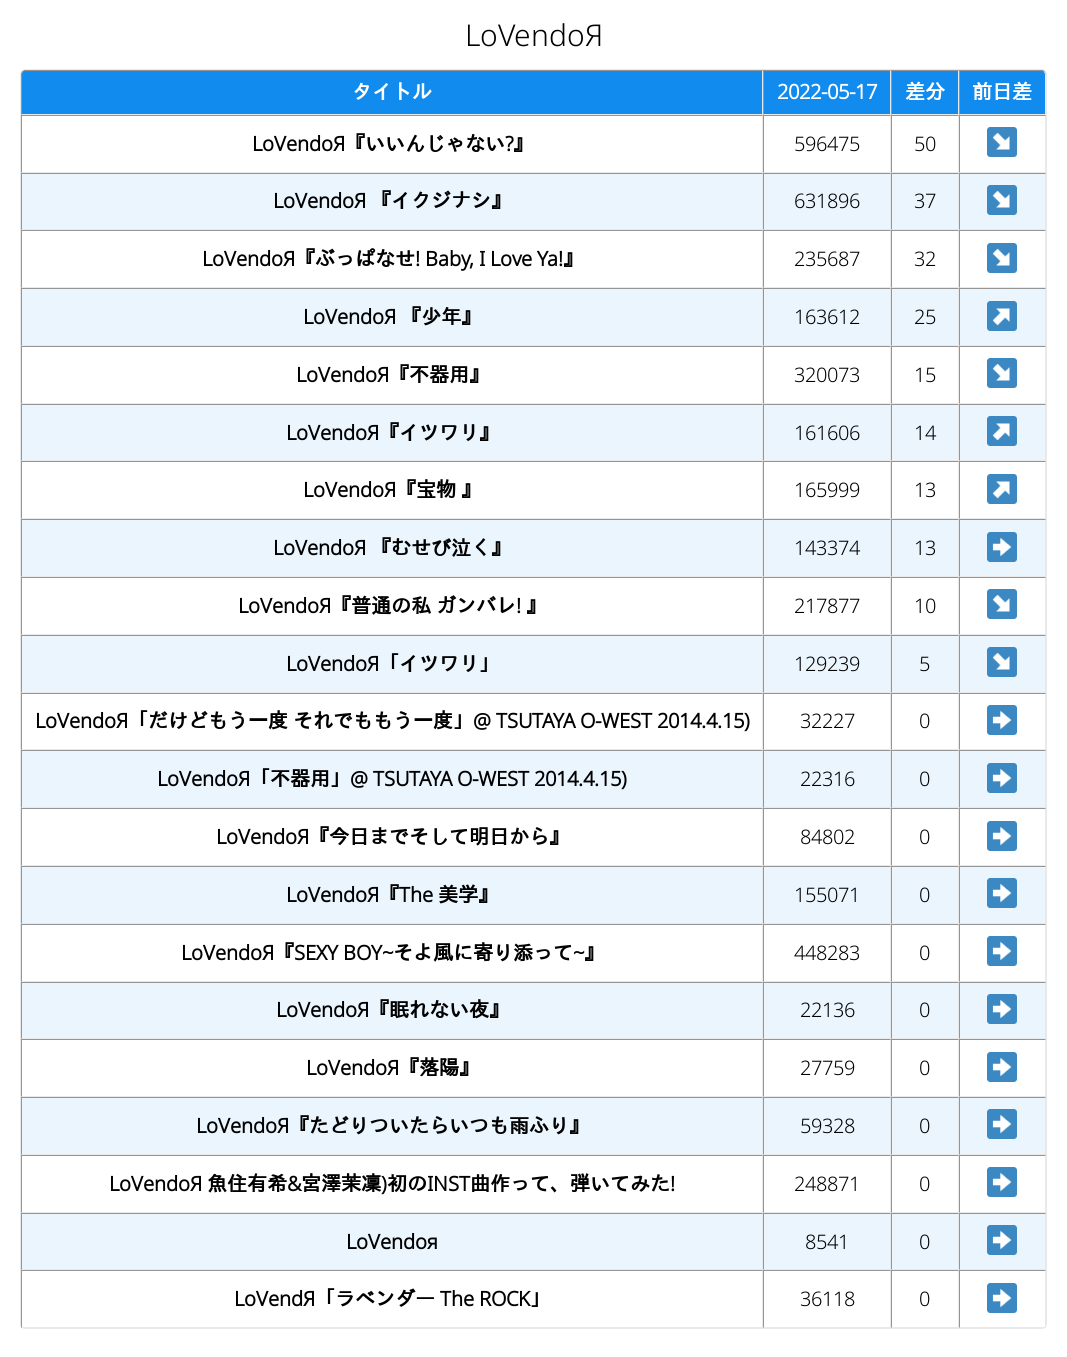 LoVendoЯ
タイトル 2022-05-17 差分 前日差
LoVendoЯ『いいんじゃない?』 596475 50 ↘
LoVendoЯ 『イクジナシ』 631896 37 ↘
LoVendoЯ『ぶっぱなせ! Baby, I Love Ya!』 235687 32 ↘
LoVendoЯ 『少年』 163612 25 ↗
LoVendoЯ『不器用』 320073 15 ↘
LoVendoЯ『イツワリ』 161606 14 ↗
LoVendoЯ『宝物 』 165999 13 ↗
LoVendoЯ 『むせび泣く』 143374 13 ➡
LoVendoЯ『普通の私 ガンバレ! 』 217877 10 ↘
LoVendoЯ「イツワリ」 129239 5 ↘
LoVendoЯ「だけどもう一度 それでももう一度」@ TSUTAYA O-WEST 2014.4.15) 32227 0 ➡
LoVendoЯ「不器用」@ TSUTAYA O-WEST 2014.4.15) 22316 0 ➡
LoVendoЯ『今日までそして明日から』 84802 0 ➡
LoVendoЯ『The 美学』 155071 0 ➡
LoVendoЯ『SEXY BOY~そよ風に寄り添って~』 448283 0 ➡
LoVendoЯ『眠れない夜』 22136 0 ➡
LoVendoЯ『落陽』 27759 0 ➡
LoVendoЯ『たどりついたらいつも雨ふり』 59328 0 ➡
LoVendoЯ 魚住有希&宮澤茉凜)初のINST曲作って、弾いてみた! 248871 0 ➡
LoVendoя 8541 0 ➡
LoVendЯ「ラベンダー The ROCK」 36118 0 ➡